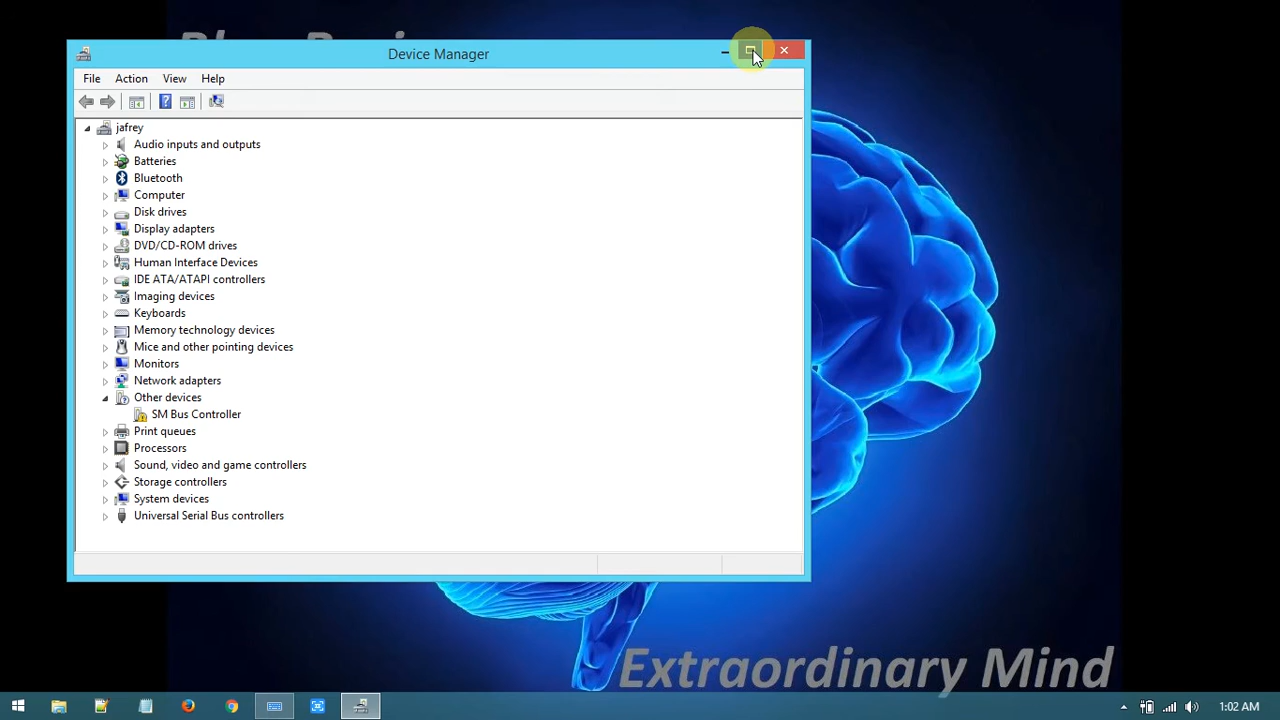 Device Manager
File Action View Help
jafrey
Audio inputs and outputs
Batteries
Bluetooth
Computer
Disk drives
Display adapters
DVD/CD-ROM drives
Human Interface Devices
IDE ATA/ATAPI controllers
Imaging devices
Keyboards
Memory technology devices
Mice and other pointing devices
Monitors
Network adapters
Other devices
SM Bus Controller
Print queues
Processors
Sound, video and game controllers
Storage controllers
System devices
Universal Serial Bus controllers
Extraordinary Mind
1:02 AM